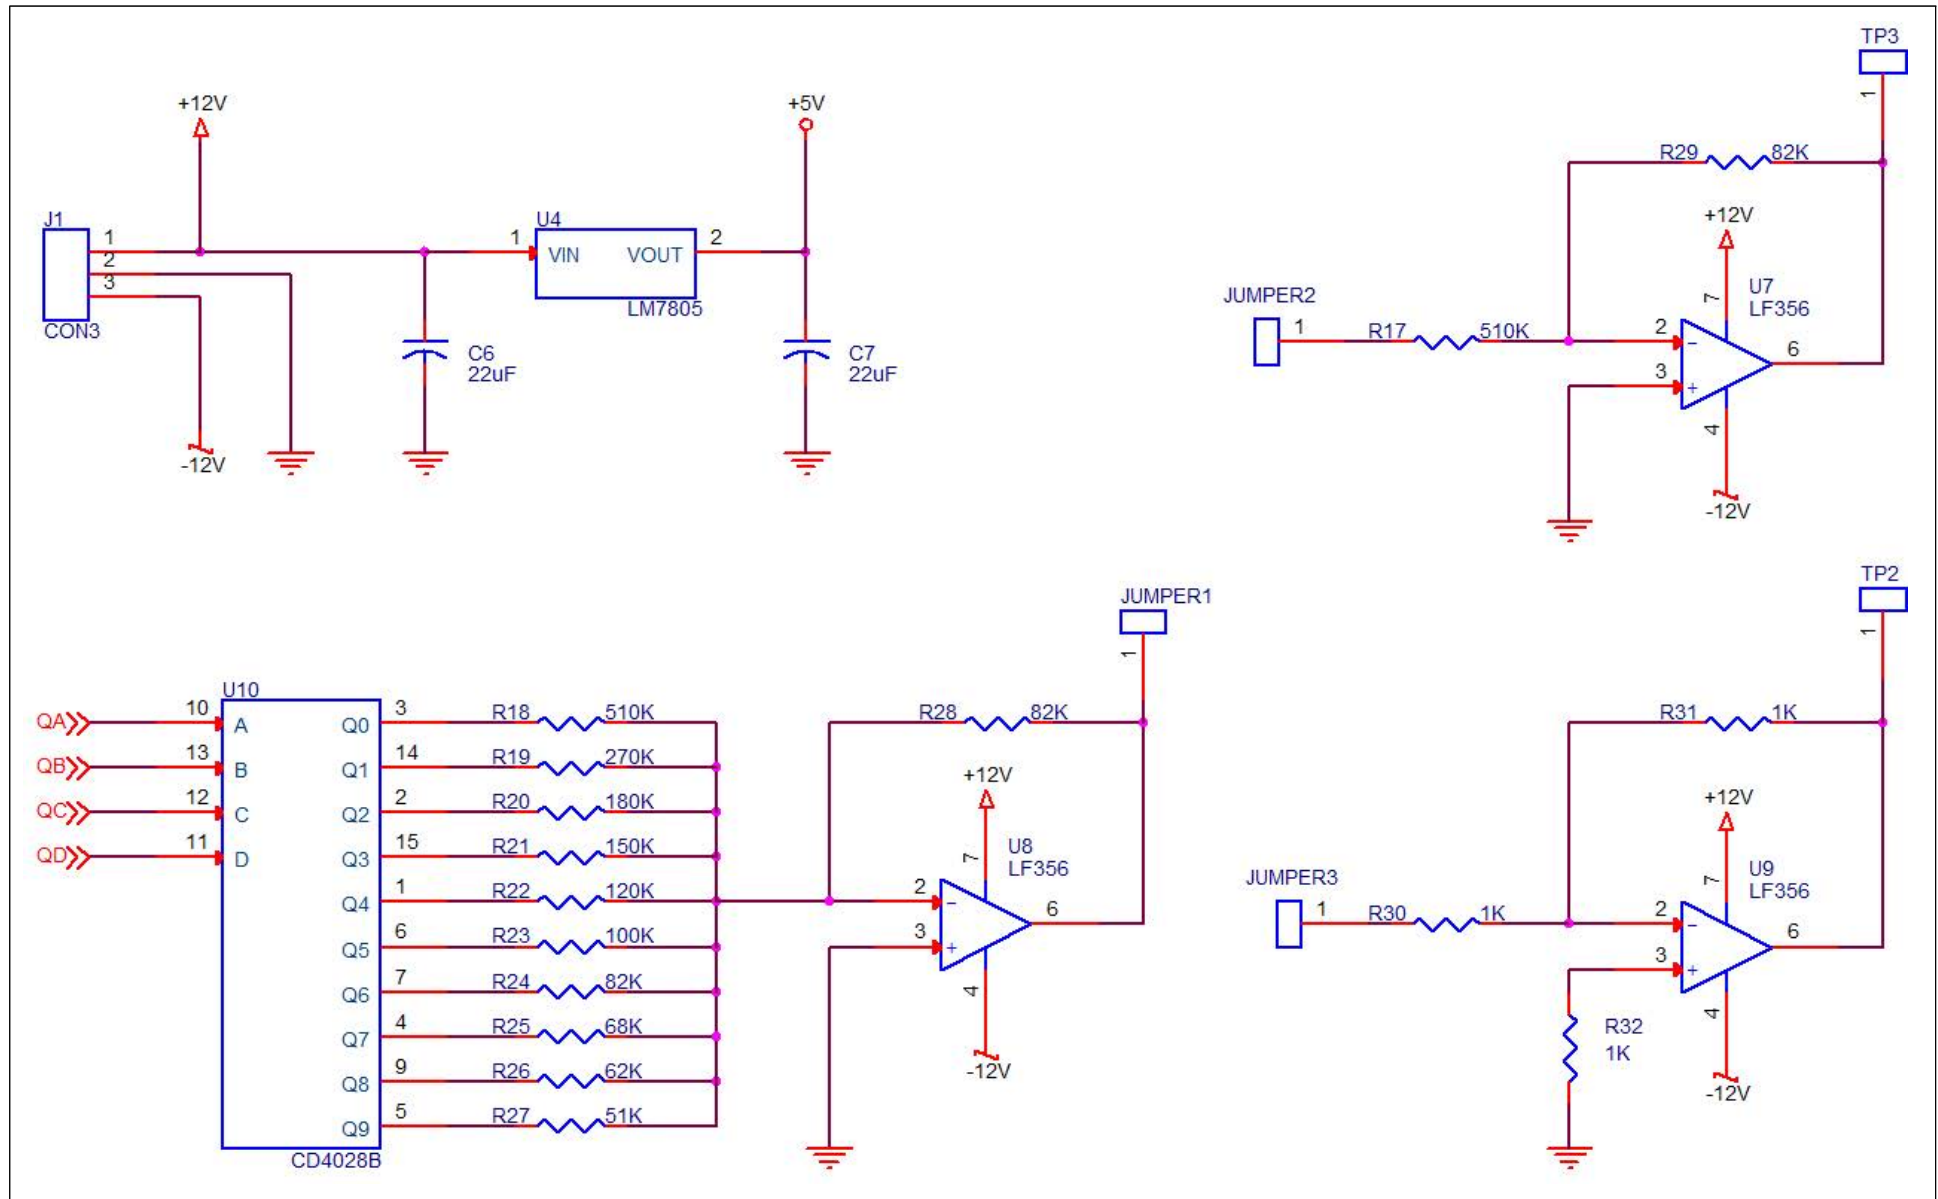 +12V
+5V
J1
1
2
3
CON3
-12V
C6
22uF
U4
1
VIN
VOUT
2
LM7805
C7
22uF
TP3
1
R29
82K
+12V
7
U7
LF356
JUMPER2
1
R17
510K
2
-
3
+
6
4
-12V
U10
QA
10
A
QB
13
B
QC
12
C
QD
11
D
Q0
3
R18
510K
Q1
14
R19
270K
Q2
2
R20
180K
Q3
15
R21
150K
Q4
1
R22
120K
Q5
6
R23
100K
Q6
7
R24
82K
Q7
4
R25
68K
Q8
9
R26
62K
Q9
5
R27
51K
CD4028B
JUMPER1
1
R28
82K
+12V
7
U8
LF356
2
-
3
+
6
4
-12V
TP2
1
R31
1K
+12V
7
U9
LF356
JUMPER3
1
R30
1K
2
-
3
+
6
4
R32
1K
-12V